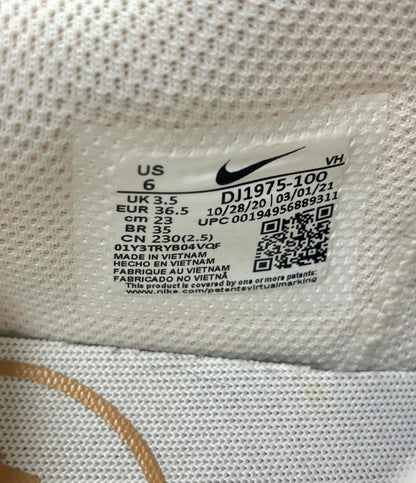 US
6
UK 3.5
EUR 36.5
cm 23
BR 35
CN 230(2.5)
VH
DJ1975-100
10/28/20 | 03/01/21
UPC 00194956889311
01Y3TRYB04VQF
MADE IN VIETNAM
HECHO EN VIETNAM
FABRIQUE AU VIETNAM
FABRICADO NO VIETNÃ
This product is covered by one or more patents.
www.nike.com/patentsvirtualmarking